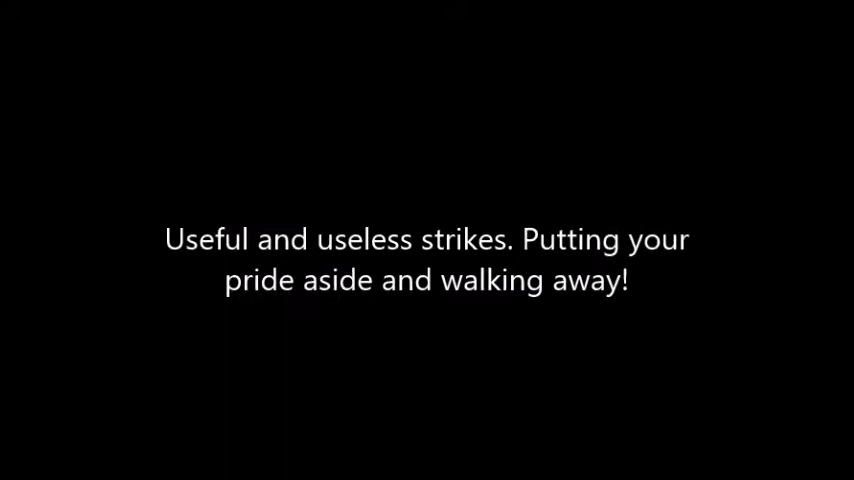 Useful and useless strikes. Putting your
pride aside and walking away!